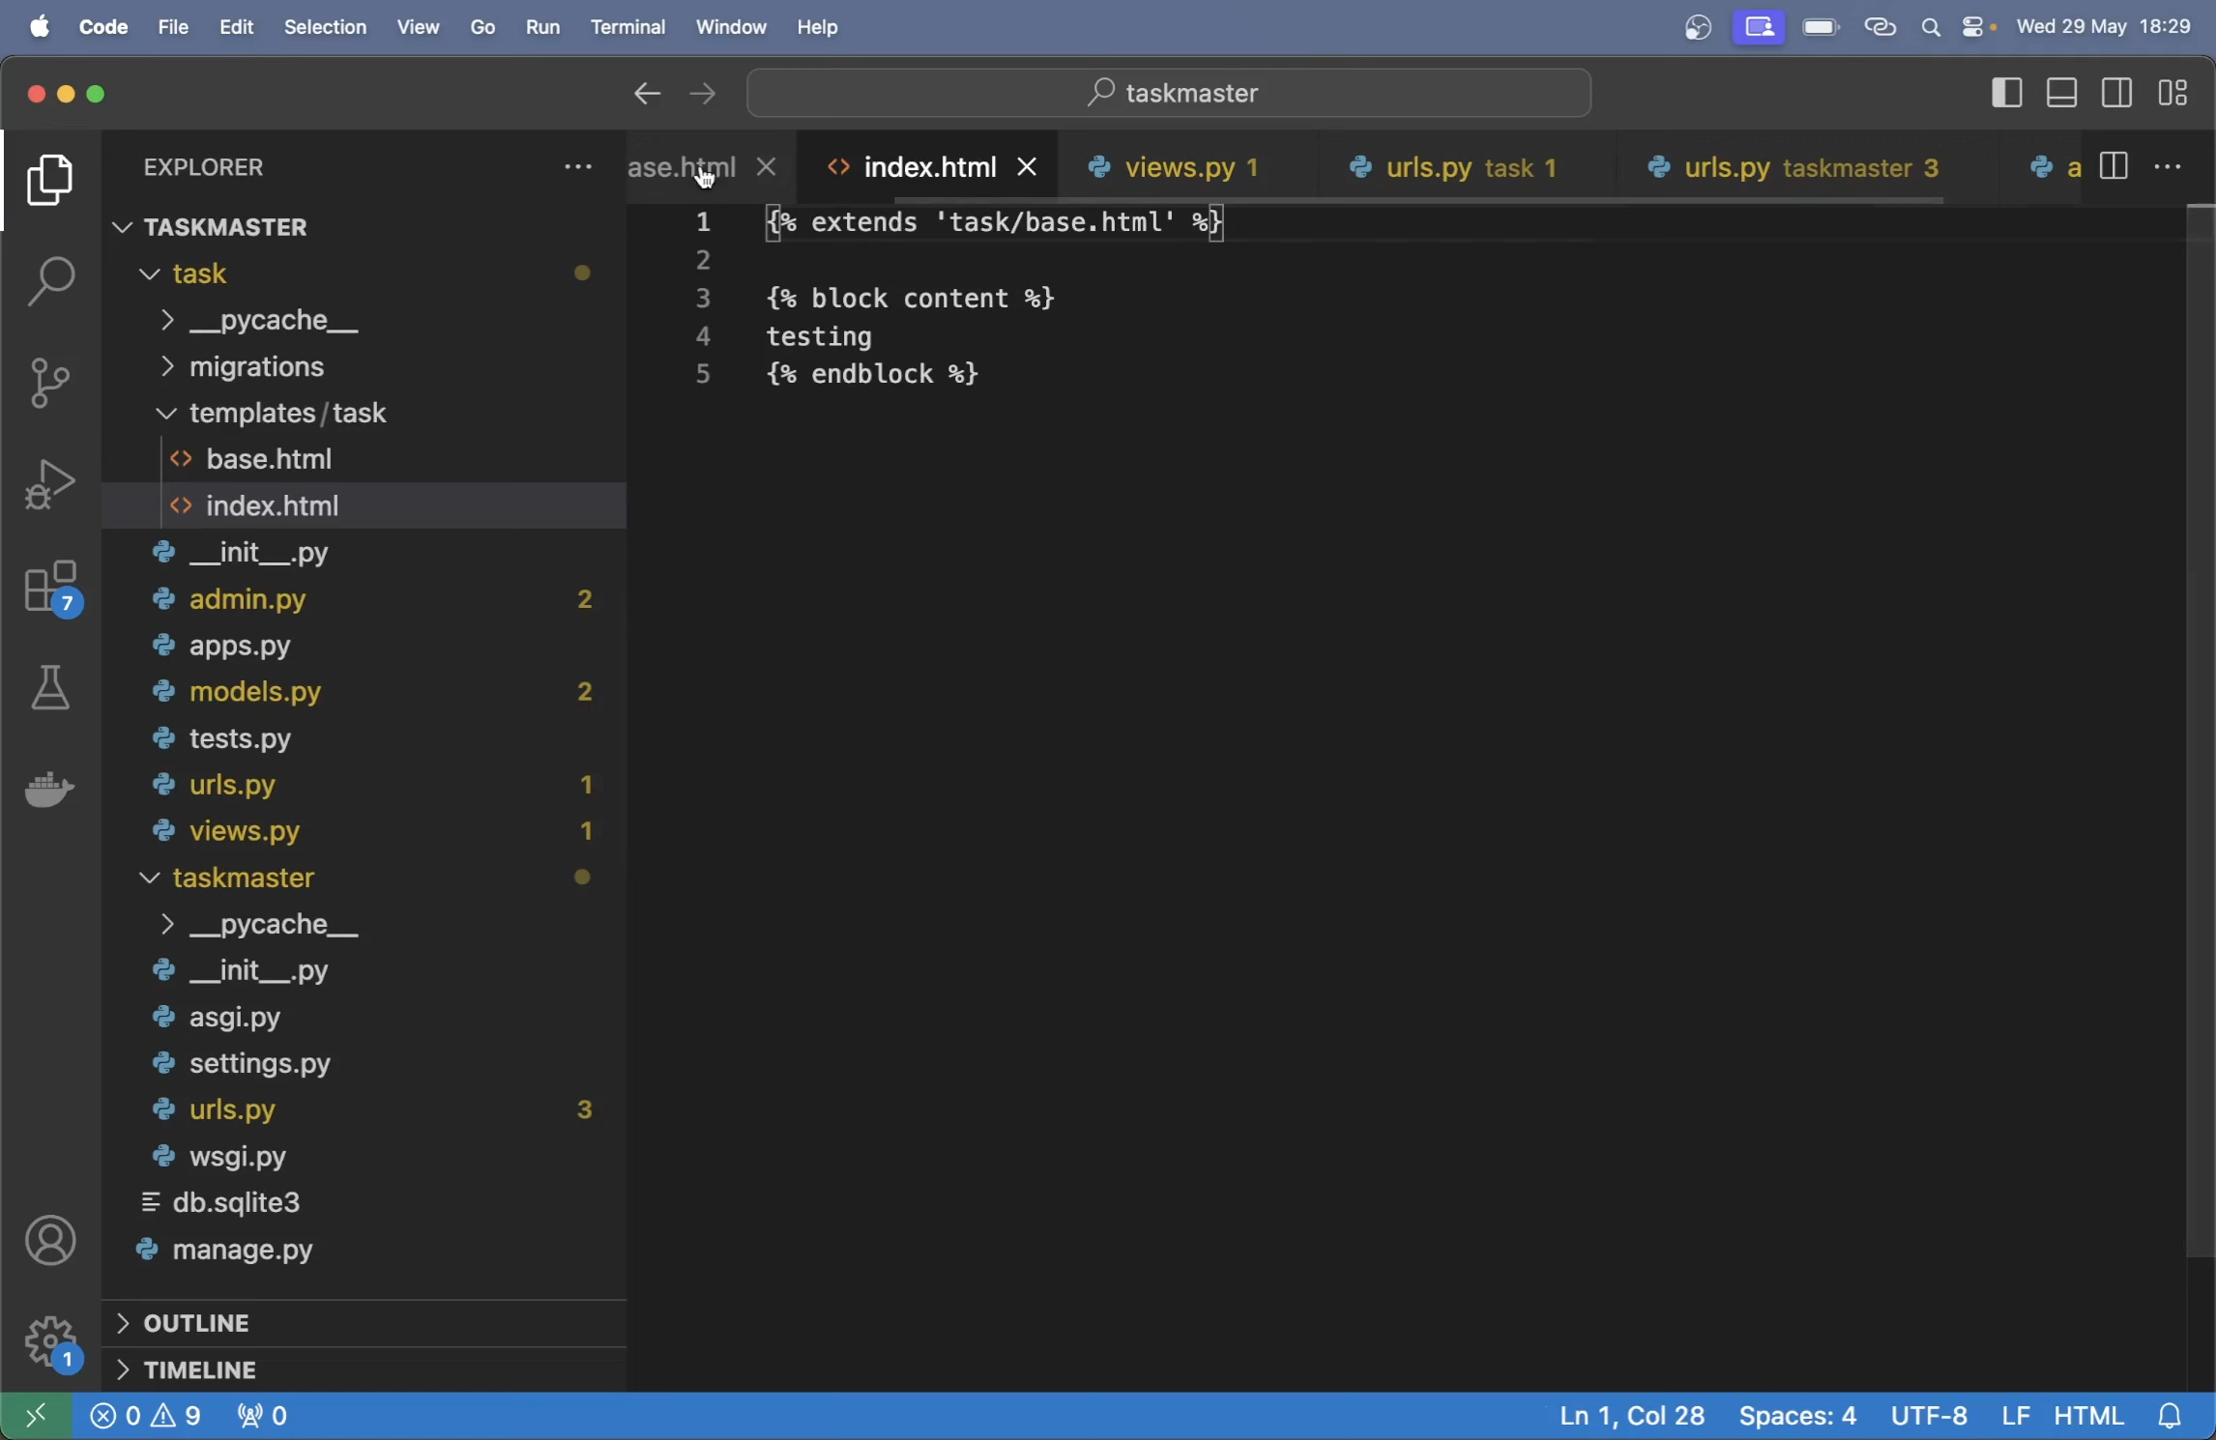 Code File Edit Selection View Go Run Terminal Window Help Wed 29 May 18:29
taskmaster
EXPLORER
ase.html index.html views.py 1 urls.py task 1 urls.py taskmaster 3 a
TASKMASTER
task
__pycache__
migrations
templates/task
base.html
index.html
__init__.py
admin.py 2
apps.py
models.py 2
tests.py
urls.py 1
views.py 1
taskmaster
__pycache__
__init__.py
asgi.py
settings.py
urls.py 3
wsgi.py
db.sqlite3
manage.py
OUTLINE
TIMELINE
7
1
1 {% extends 'task/base.html' %}
2
3 {% block content %}
4 testing
5 {% endblock %}
0 9 0 Ln 1, Col 28 Spaces: 4 UTF-8 LF HTML